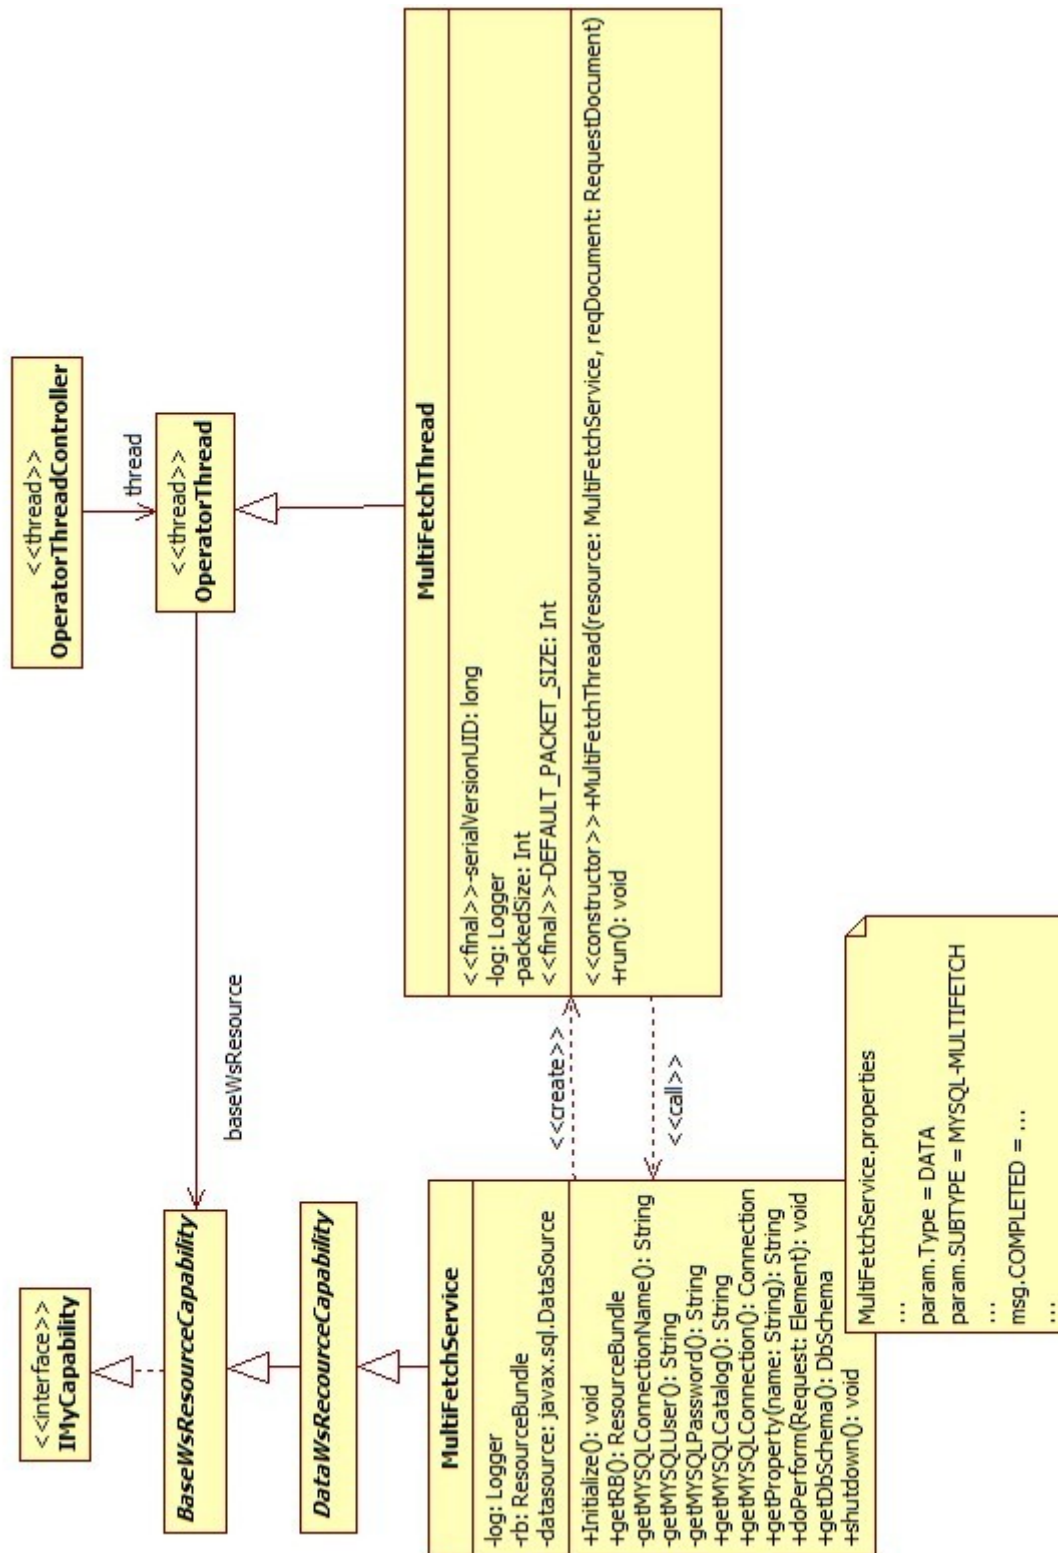 <<interface>>
IMyCapability
BaseWsResourceCapability
DataWsRecourceCapability
MultiFetchService
-log: Logger
-rb: ResourceBundle
-datasource: javax.sql.DataSource
+Initialize(): void
+getRB(): ResourceBundle
-getMYSQLConnectionName(): String
-getMYSQLUser(): String
-getMYSQLPassword(): String
+getMYSQLCatalog(): String
+getMYSQLConnection(): Connection
+getProperty(name: String): String
+doPerform(Request: Element): void
+getDbSchema(): DbSchema
+shutdown(): void
MultiFetchService.properties
...
param.Type = DATA
param.SUBTYPE = MYSQL-MULTIFETCH
...
msg.COMPLETED = ...
...
baseWsResource
<<create>>
<<call>>
<<thread>>
OperatorThreadController
thread
<<thread>>
OperatorThread
MultiFetchThread
<<final>>-serialVersionUID: long
-log: Logger
-packedSize: Int
<<final>>-DEFAULT_PACKET_SIZE: Int
<<constructor>>+MultiFetchThread(resource: MultiFetchService, reqDocument: RequestDocument)
+run(): void